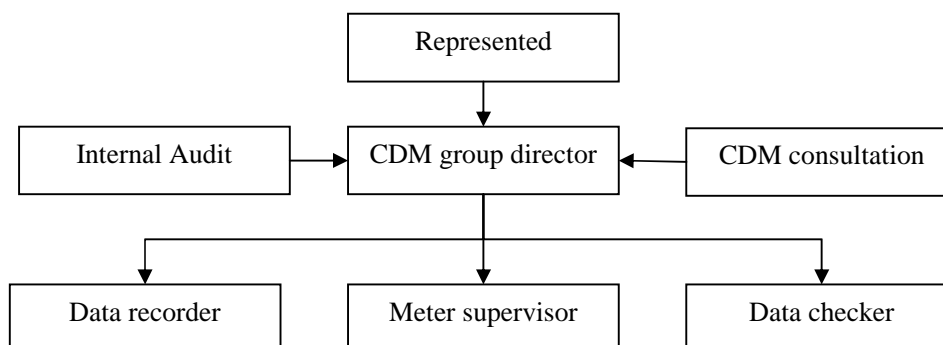 Represented
Internal Audit
CDM group director
CDM consultation
Data recorder
Meter supervisor
Data checker